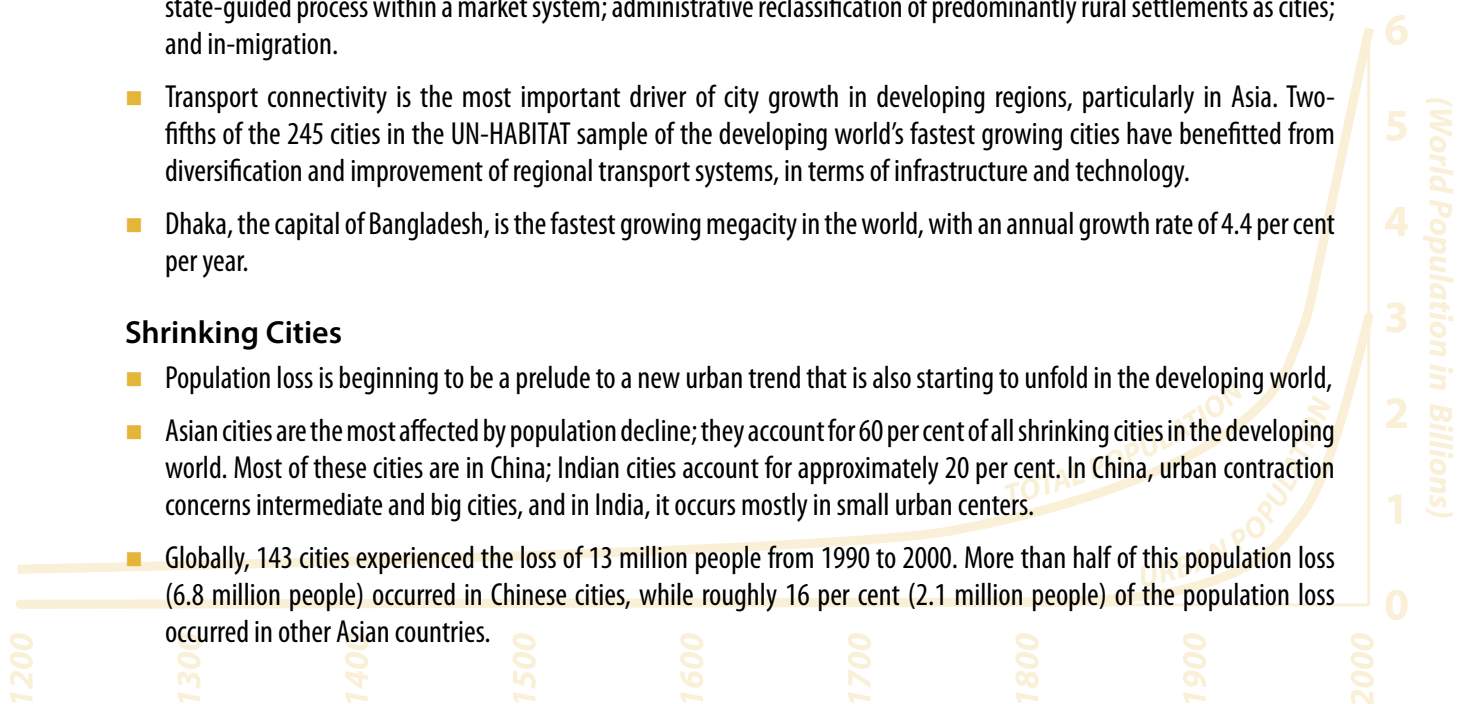 state-guided process within a market system; administrative reclassification of predominantly rural settlements as cities;
and in-migration.
■ Transport connectivity is the most important driver of city growth in developing regions, particularly in Asia. Two-
fifths of the 245 cities in the UN-HABITAT sample of the developing world's fastest growing cities have benefitted from
diversification and improvement of regional transport systems, in terms of infrastructure and technology.
■ Dhaka, the capital of Bangladesh, is the fastest growing megacity in the world, with an annual growth rate of 4.4 per cent
per year.
Shrinking Cities
■ Population loss is beginning to be a prelude to a new urban trend that is also starting to unfold in the developing world,
■ Asian cities are the most affected by population decline; they account for 60 per cent of all shrinking cities in the developing
world. Most of these cities are in China; Indian cities account for approximately 20 per cent. In China, urban contraction
concerns intermediate and big cities, and in India, it occurs mostly in small urban centers.
■ Globally, 143 cities experienced the loss of 13 million people from 1990 to 2000. More than half of this population loss
(6.8 million people) occurred in Chinese cities, while roughly 16 per cent (2.1 million people) of the population loss
occurred in other Asian countries.
TOTAL POPULATION
URBAN POPULATION
6
5
4
3
2
1
0
(World Population in Billions)
1200
1300
1400
1500
1600
1700
1800
1900
2000